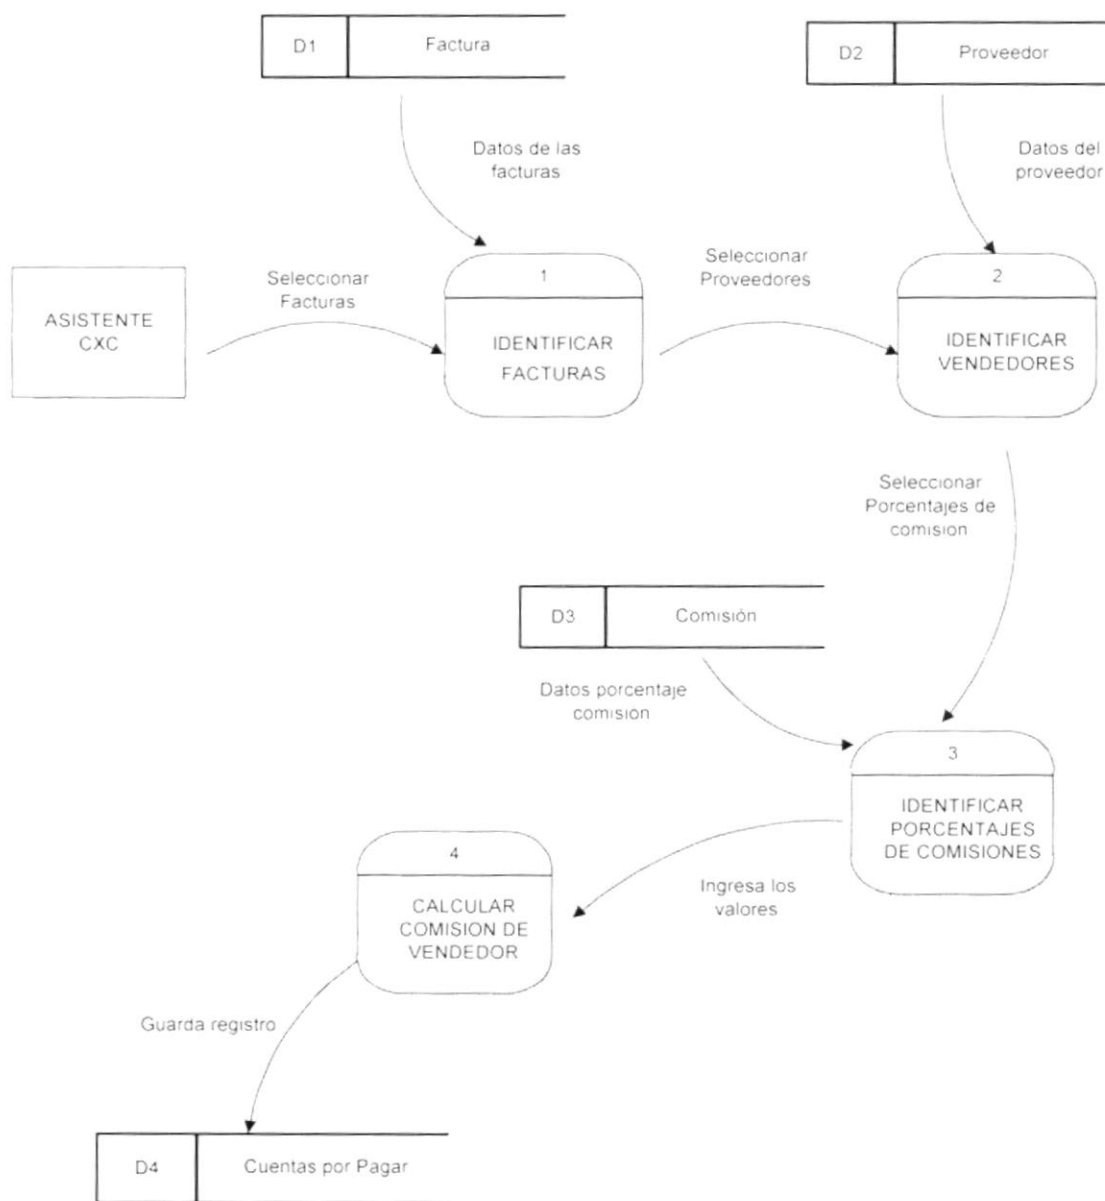 D1
Factura
D2
Proveedor
Datos de las
facturas
Datos del
proveedor
ASISTENTE
CXC
Seleccionar
Facturas
1
IDENTIFICAR
FACTURAS
Seleccionar
Proveedores
2
IDENTIFICAR
VENDEDORES
Seleccionar
Porcentajes de
comision
D3
Comisión
Datos porcentaje
comisión
3
IDENTIFICAR
PORCENTAJES
DE COMISIONES
4
CALCULAR
COMISION DE
VENDEDOR
Ingresa los
valores
Guarda registro
D4
Cuentas por Pagar